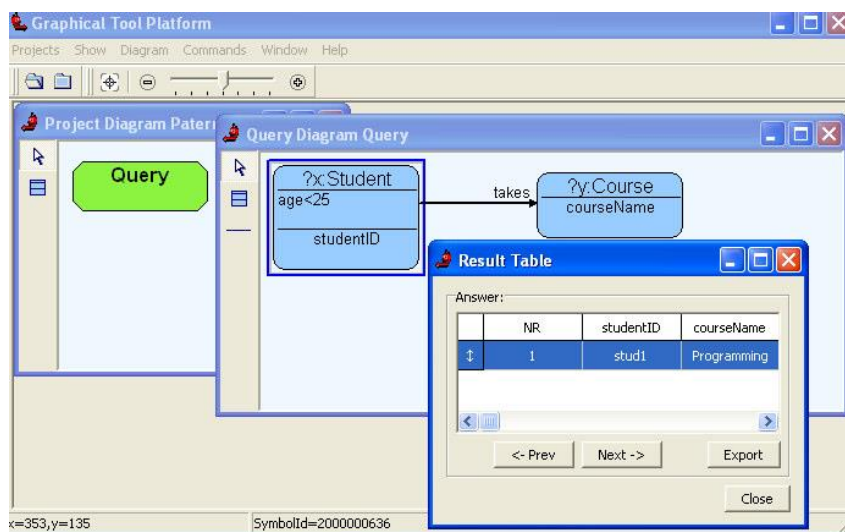 Graphical Tool Platform
Projects Show Diagram Commands Window Help
Project Diagram Patern
Query
Query Diagram Query
?x:Student
age<25
studentID
takes
?y:Course
courseName
Result Table
Answer:
NR studentID courseName
1 stud1 Programming
<- Prev Next -> Export
Close
x=353,y=135 SymbolId=2000000636